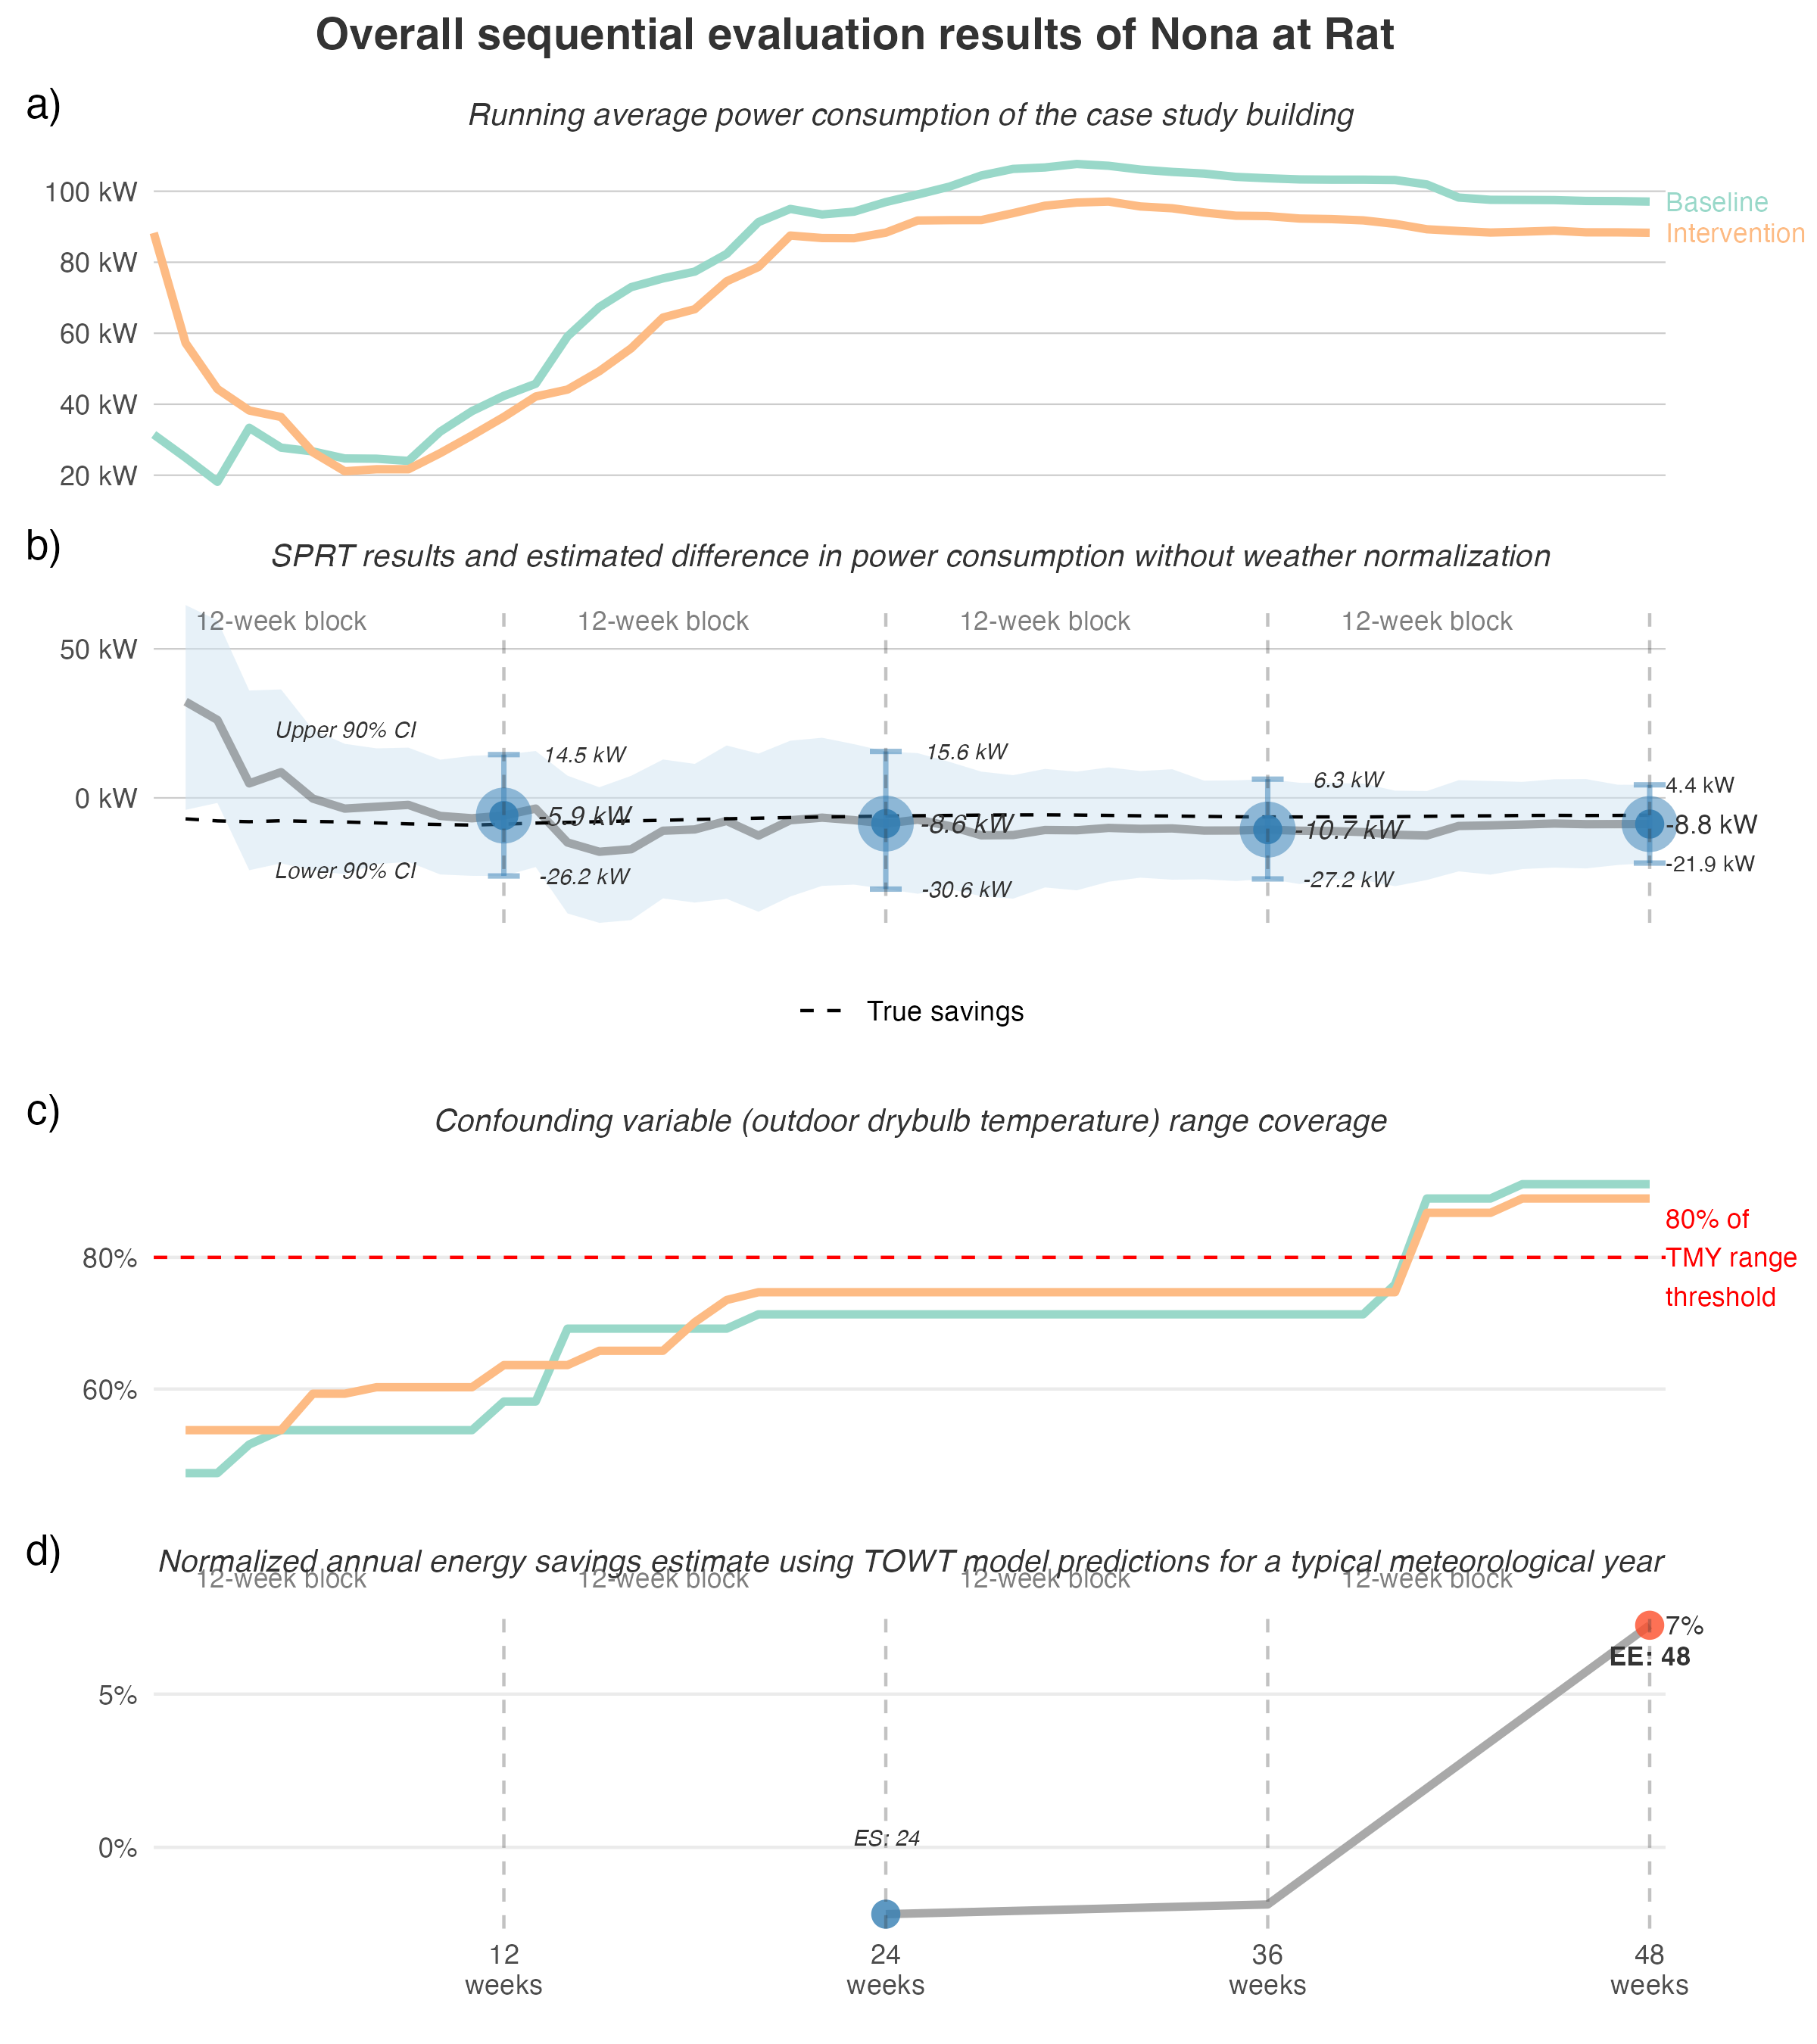 Overall sequential evaluation results of Nona at Rat
a)
Running average power consumption of the case study building
100 kW
80 kW
60 kW
40 kW
20 kW
Baseline
Intervention
b)
SPRT results and estimated difference in power consumption without weather normalization
12-week block
12-week block
12-week block
12-week block
50 kW
0 kW
Upper 90% CI
Lower 90% CI
14.5 kW
-5.9 kW
-26.2 kW
15.6 kW
-8.6 kW
-30.6 kW
6.3 kW
-10.7 kW
-27.2 kW
4.4 kW
-8.8 kW
-21.9 kW
True savings
c)
Confounding variable (outdoor drybulb temperature) range coverage
80%
60%
80% of
TMY range
threshold
d)
Normalized annual energy savings estimate using TOWT model predictions for a typical meteorological year
12-week block
12-week block
12-week block
12-week block
5%
0%
ES: 24
7%
EE: 48
12
weeks
24
weeks
36
weeks
48
weeks